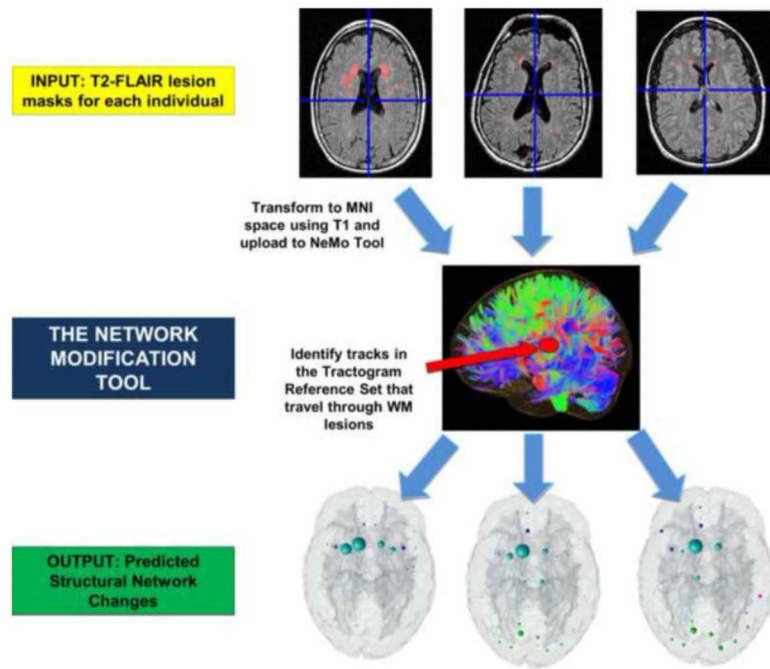 INPUT: T2-FLAIR lesion
masks for each individual
Transform to MNI
space using T1 and
upload to NeMo Tool
THE NETWORK
MODIFICATION
TOOL
Identify tracks in
the Tractogram
Reference Set that
travel through WM
lesions
OUTPUT: Predicted
Structural Network
Changes